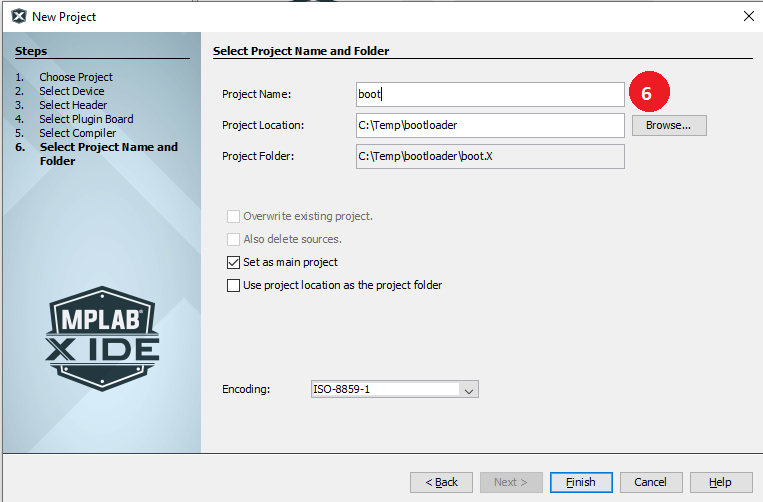 New Project
Steps
1. Choose Project
2. Select Device
3. Select Header
4. Select Plugin Board
5. Select Compiler
6. Select Project Name and
Folder
MPLAB®
X IDE
Select Project Name and Folder
Project Name: boot
6
Project Location: C:\Temp\bootloader Browse...
Project Folder: C:\Temp\bootloader\boot.X
Overwrite existing project.
Also delete sources.
Set as main project
Use project location as the project folder
Encoding: ISO-8859-1
< Back Next > Finish Cancel Help